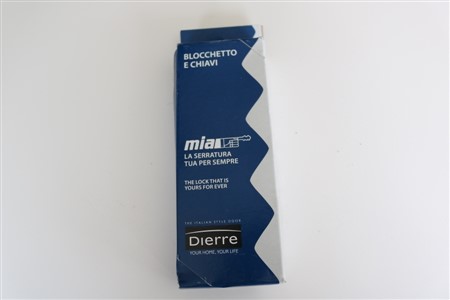 BLOCCHETTO
E CHIAVI
mia
LA SERRATURA
TUA PER SEMPRE
THE LOCK THAT IS
YOURS FOR EVER
THE ITALIAN STYLE DOOR
Dierre
YOUR HOME, YOUR LIFE